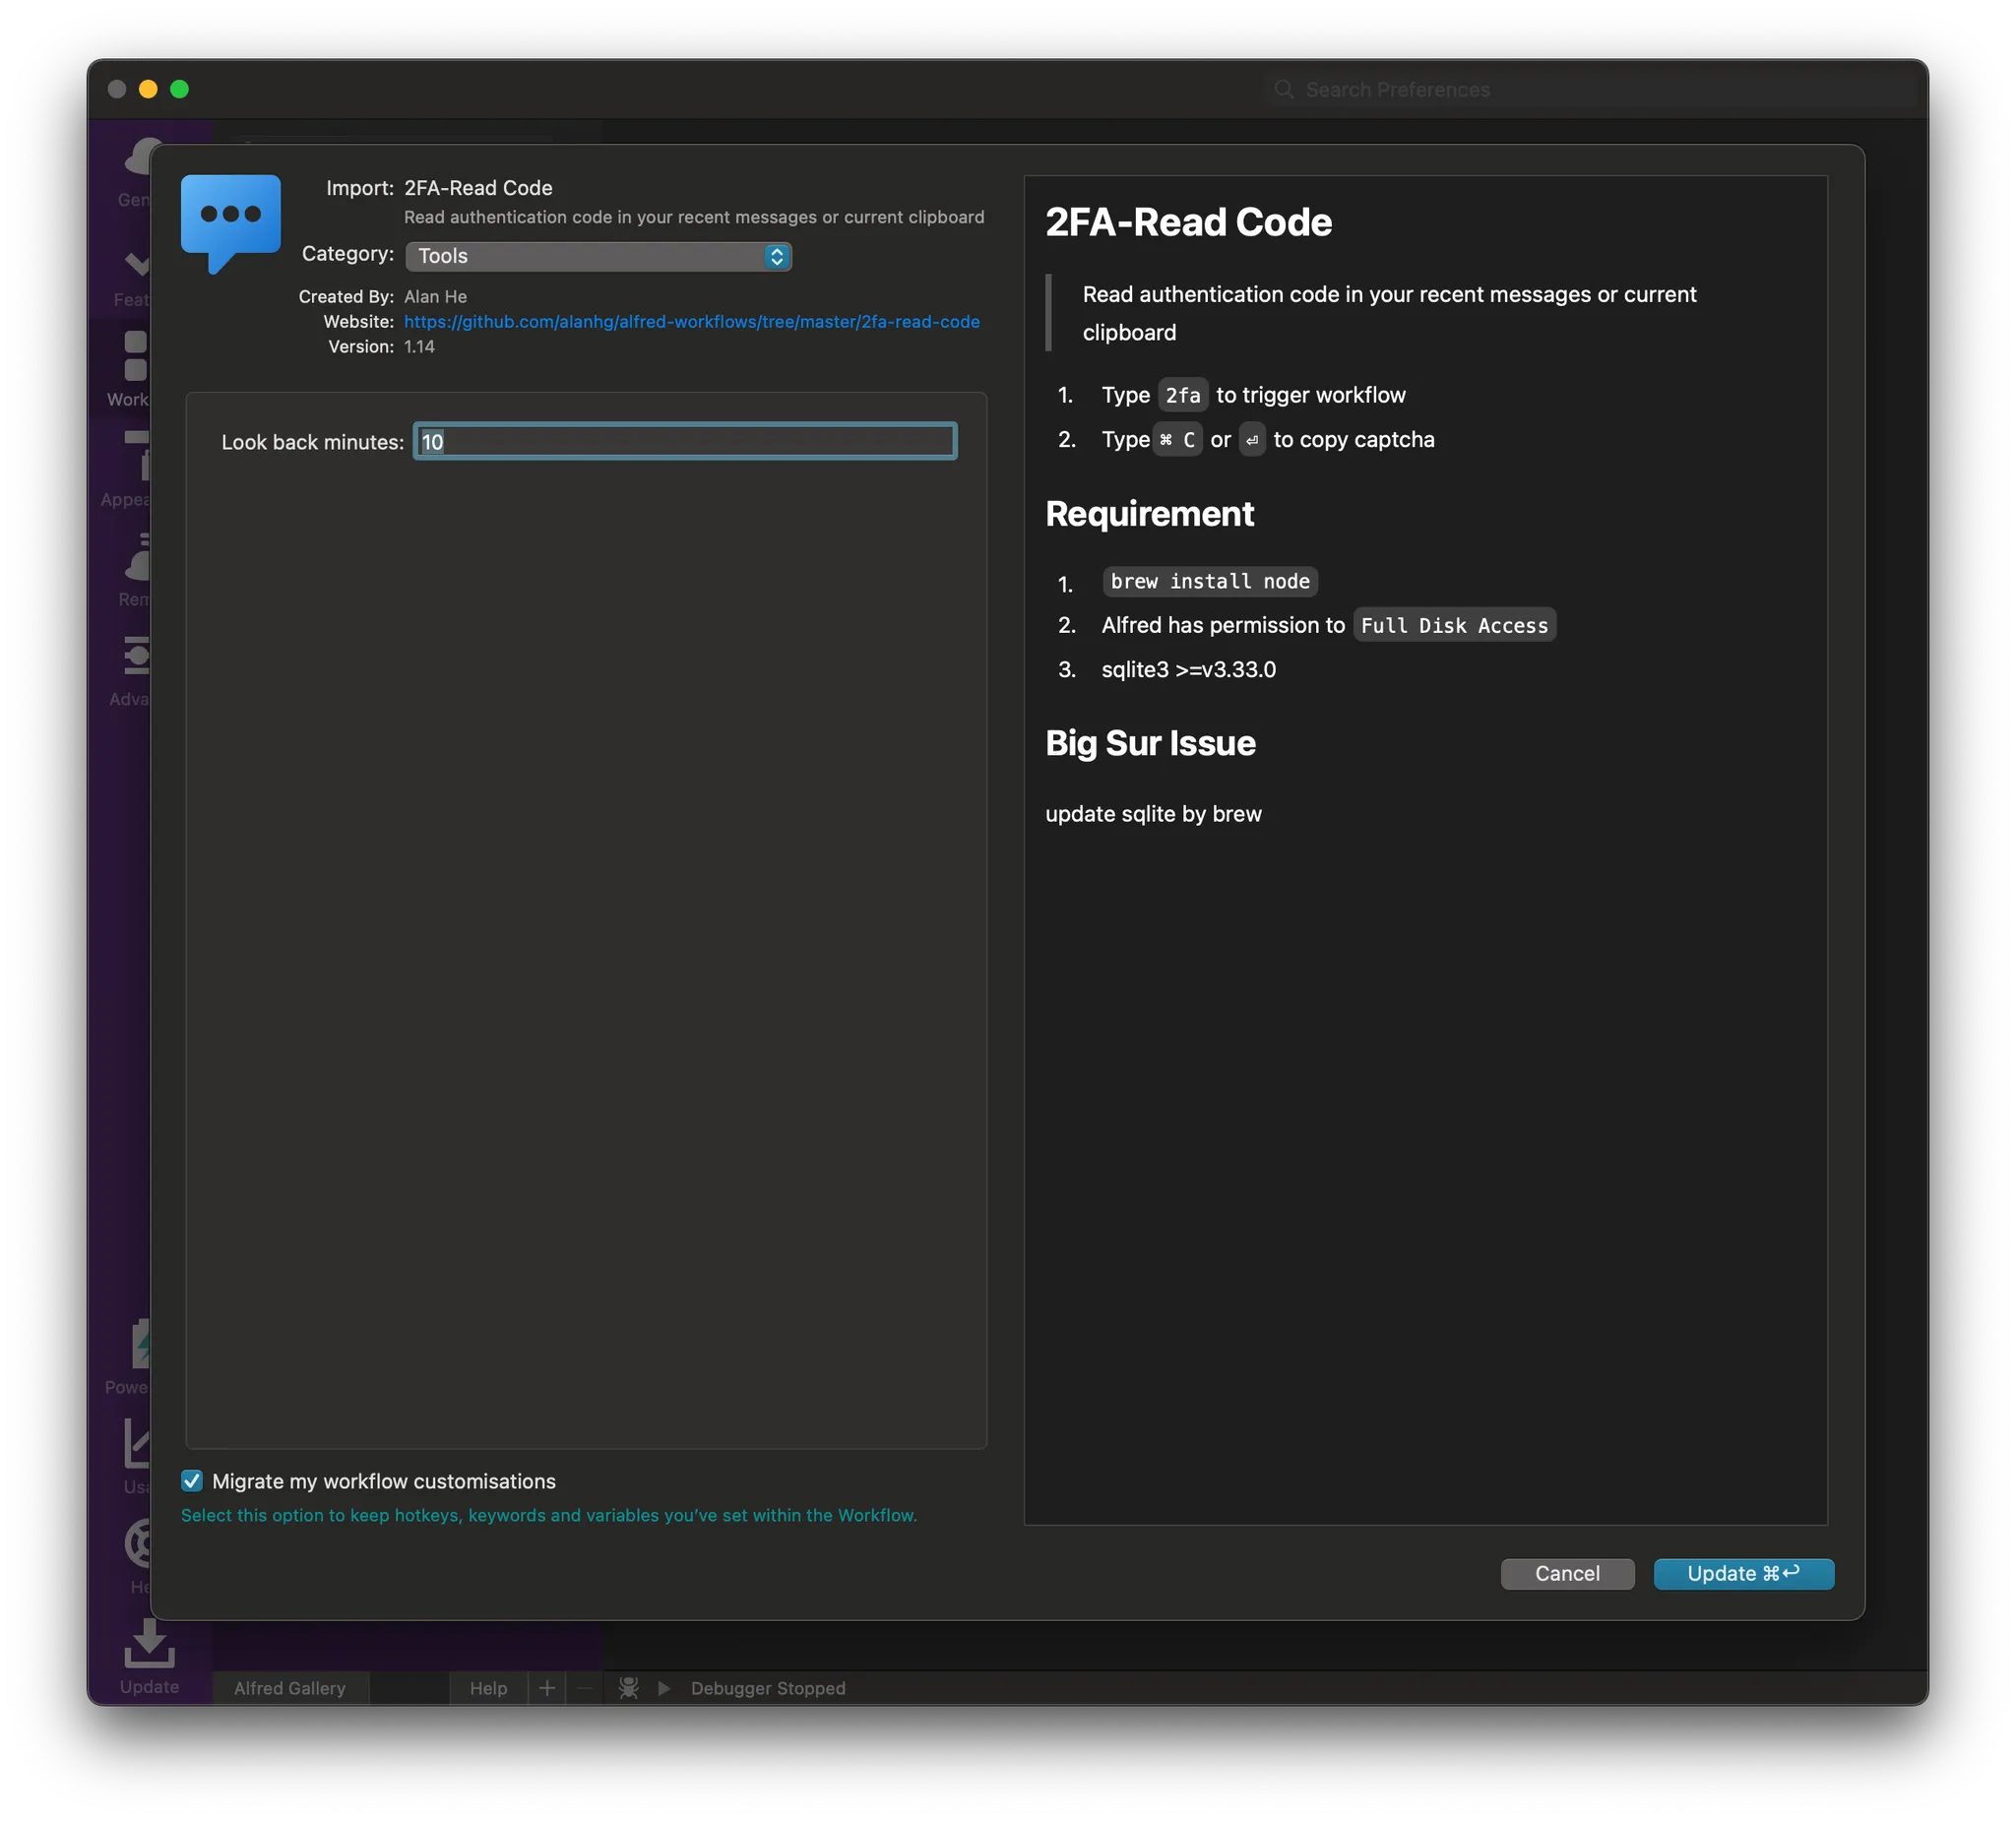 Search Preferences
Import: 2FA-Read Code
Read authentication code in your recent messages or current clipboard
Category: Tools
Created By: Alan He
Website: https://github.com/alanhg/alfred-workflows/tree/master/2fa-read-code
Version: 1.14
Look back minutes: 10
Migrate my workflow customisations
Select this option to keep hotkeys, keywords and variables you've set within the Workflow.
2FA-Read Code
Read authentication code in your recent messages or current
clipboard
1. Type 2fa to trigger workflow
2. Type ⌘ C or ⏎ to copy captcha
Requirement
1. brew install node
2. Alfred has permission to Full Disk Access
3. sqlite3 >=v3.33.0
Big Sur Issue
update sqlite by brew
Cancel
Update ⌘↩
Gen
Feat
Work
Appea
Rem
Adva
Powe
Usa
He
Update
Alfred Gallery
Help
Debugger Stopped